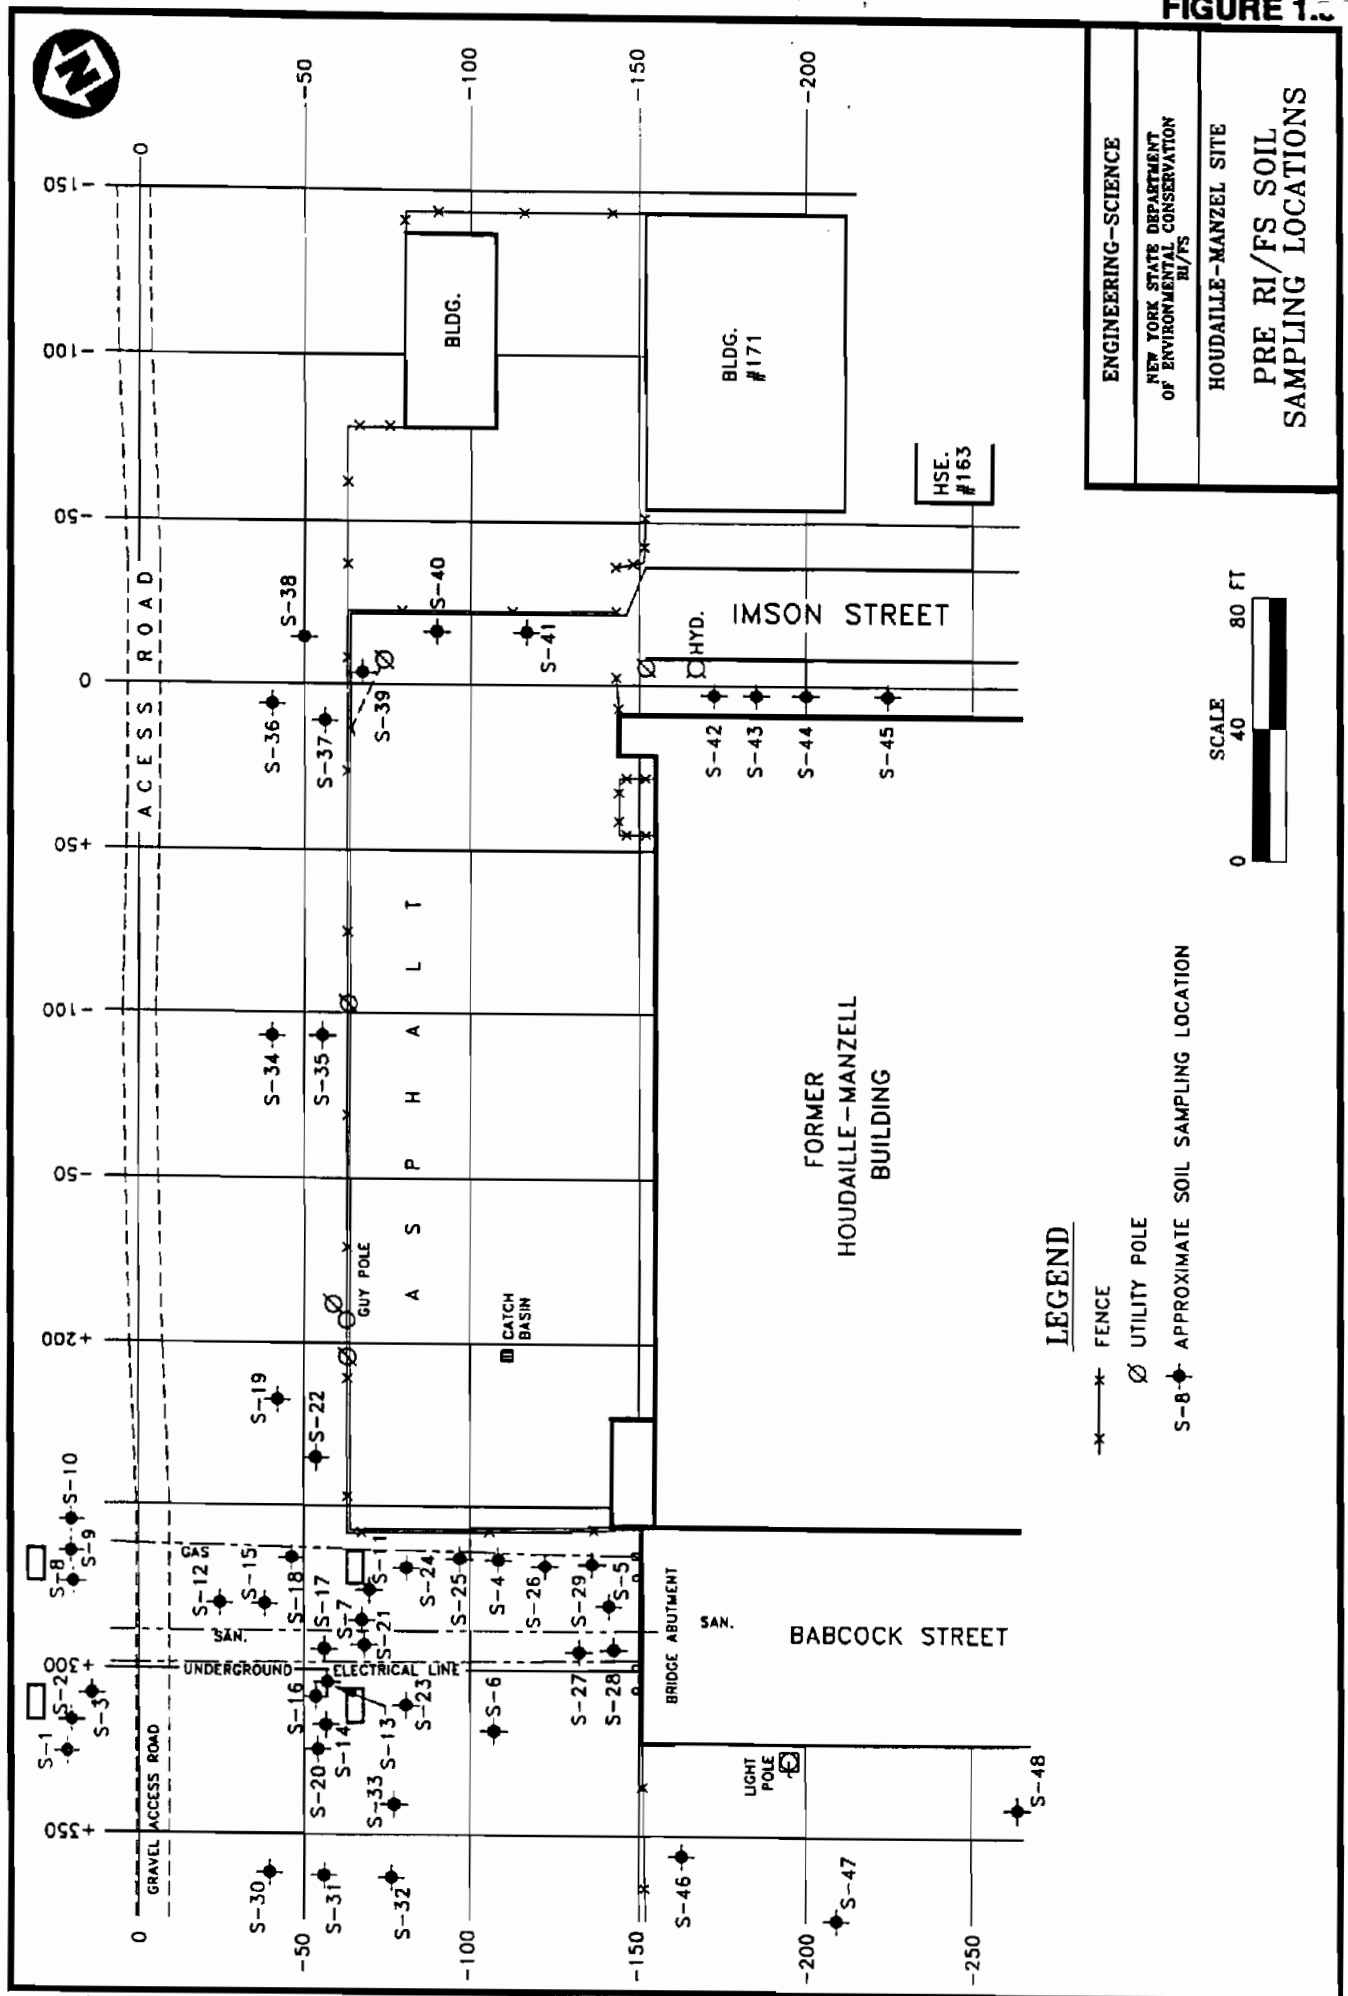 FIGURE 1.
N
-50
-100
-150
-200
0
-150
-100
-50
0
+50
-100
-50
+200
+300
+350
0
-50
-100
-150
-200
-250
ACESS ROAD
BLDG.
BLDG.
#171
HSE.
#163
IMSON STREET
HYD.
S-38
S-40
S-41
S-36
S-37
S-39
S-42
S-43
S-44
S-45
S-34
S-35
ASPHALT
GUY POLE
CATCH
BASIN
FORMER
HOUDAILLE-MANZELL
BUILDING
S-19
S-22
S-10
S-9
S-8
GAS
S-12
S-15
S-18
S-17
S-7
S-11
S-21
S-24
S-25
S-4
S-26
S-29
S-5
SAN.
SAN.
UNDERGROUND ELECTRICAL LINE
BRIDGE ABUTMENT
BABCOCK STREET
S-2
S-3
S-1
S-16
S-14
S-13
S-20
S-23
S-6
S-27
S-28
S-33
GRAVEL ACCESS ROAD
S-30
S-31
S-32
LIGHT
POLE
S-46
S-47
S-48
LEGEND
FENCE
UTILITY POLE
S-8 APPROXIMATE SOIL SAMPLING LOCATION
SCALE
0 40 80 FT
ENGINEERING-SCIENCE
NEW YORK STATE DEPARTMENT
OF ENVIRONMENTAL CONSERVATION
RI/FS
HOUDAILLE-MANZEL SITE
PRE RI/FS SOIL
SAMPLING LOCATIONS